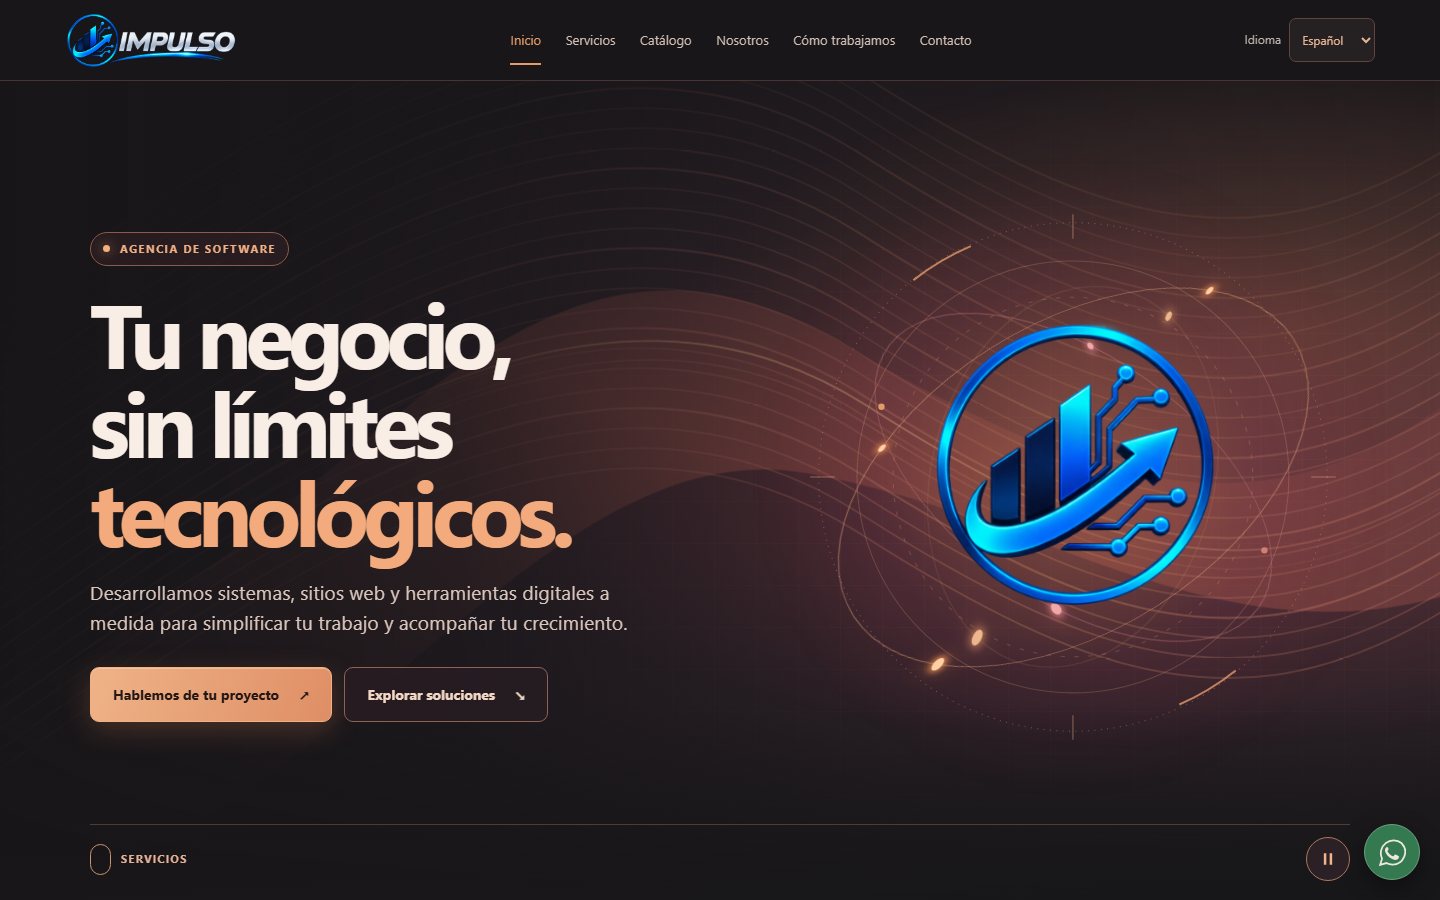 IMPULSO
Inicio
Servicios
Catálogo
Nosotros
Cómo trabajamos
Contacto
Idioma
Español
AGENCIA DE SOFTWARE
Tu negocio,
sin límites
tecnológicos.
Desarrollamos sistemas, sitios web y herramientas digitales a
medida para simplificar tu trabajo y acompañar tu crecimiento.
Hablemos de tu proyecto ↗
Explorar soluciones ↘
SERVICIOS